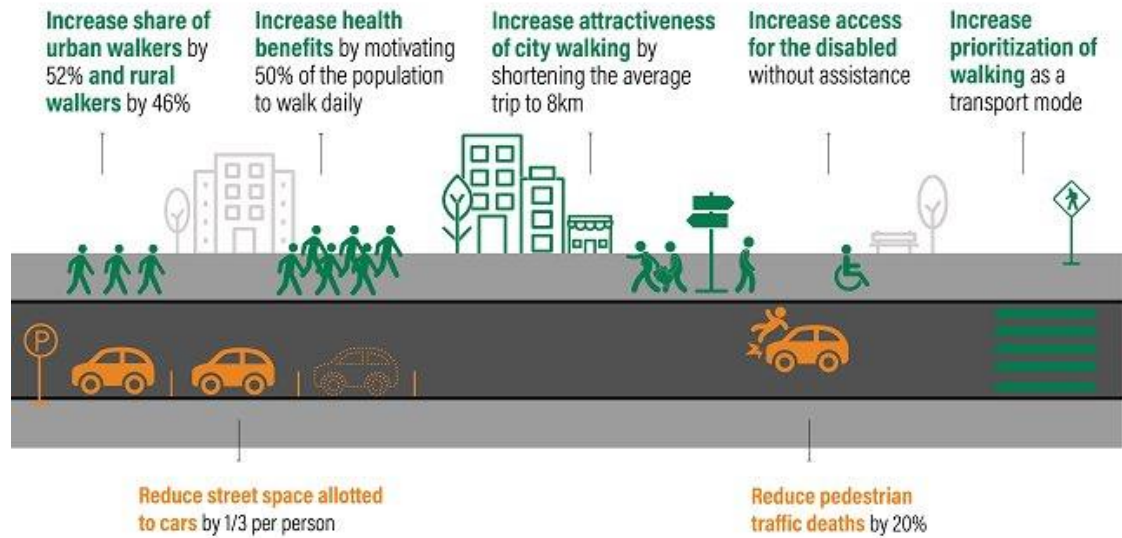 Increase share of
urban walkers by
52% and rural
walkers by 46%
Increase health
benefits by motivating
50% of the population
to walk daily
Increase attractiveness
of city walking by
shortening the average
trip to 8km
Increase access
for the disabled
without assistance
Increase
prioritization of
walking as a
transport mode
P
Reduce street space allotted
to cars by 1/3 per person
Reduce pedestrian
traffic deaths by 20%